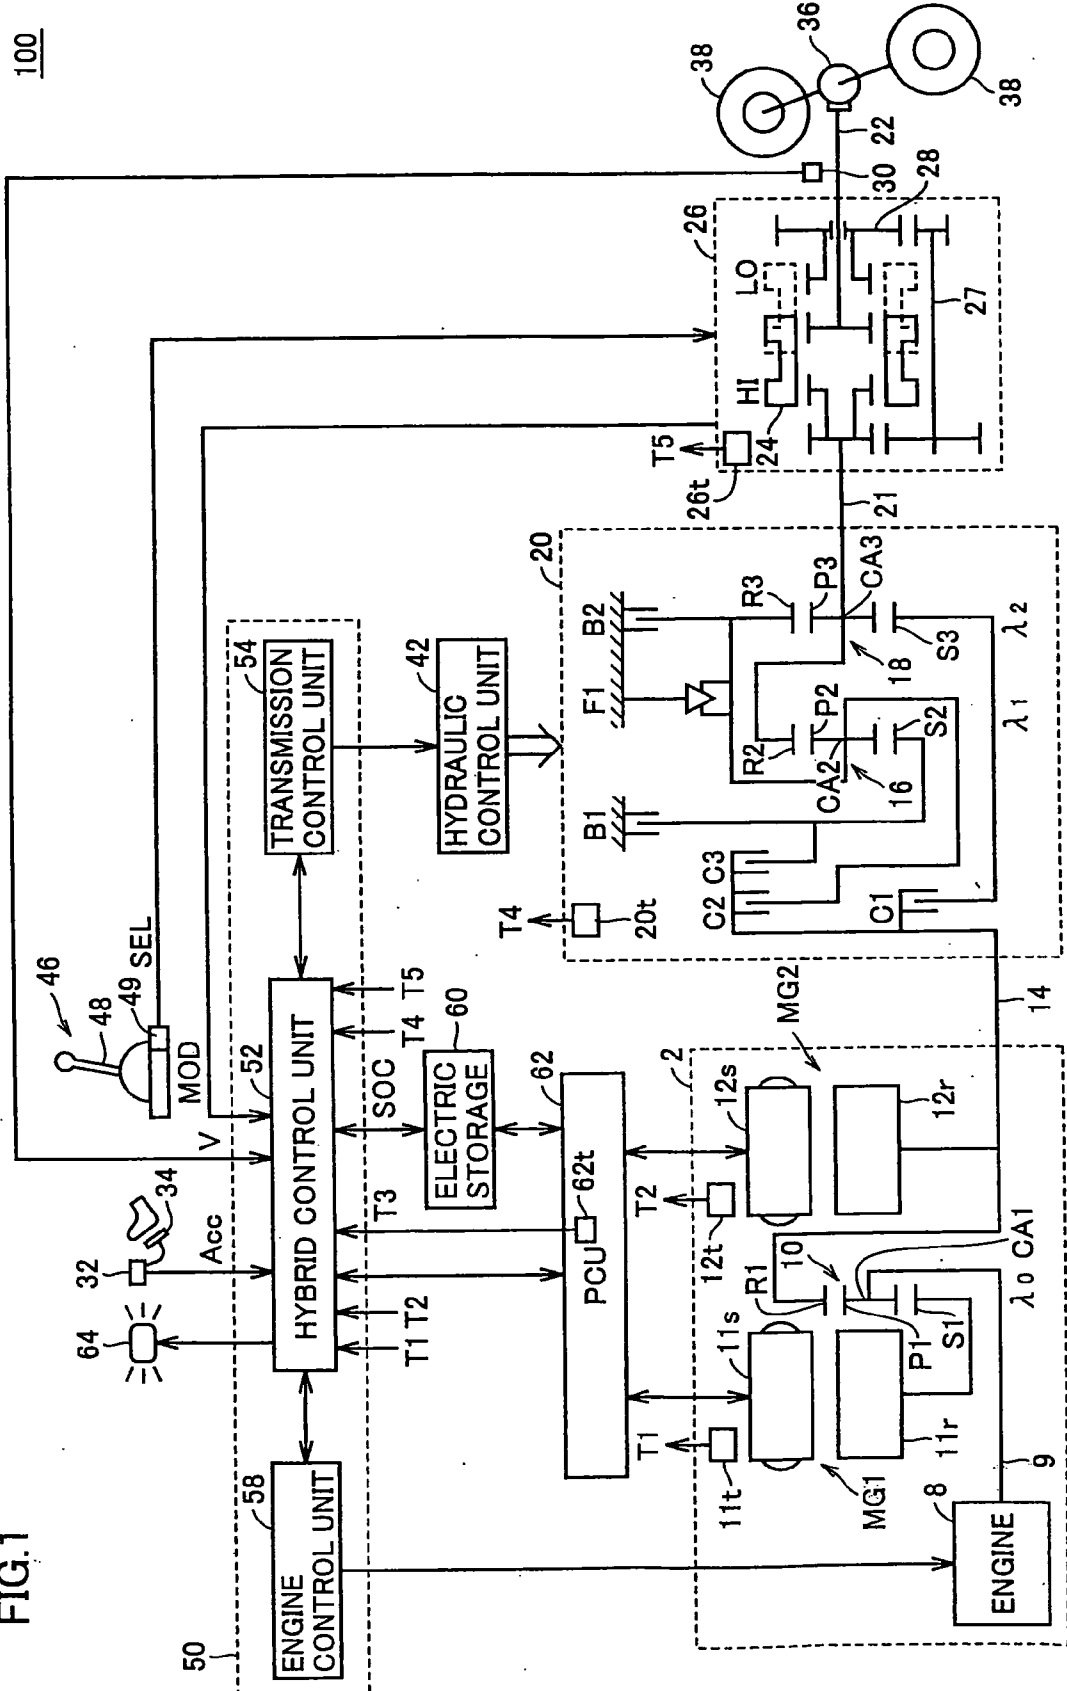 FIG.1
100
50
58
ENGINE
CONTROL UNIT
64
32
34
Acc
V
46
48
49
SEL
MOD
52
HYBRID CONTROL UNIT
54
TRANSMISSION
CONTROL UNIT
T1
T2
T3
SOC
T4
T5
60
ELECTRIC
STORAGE
62
PCU
62t
42
HYDRAULIC
CONTROL UNIT
T1
11t
T2
12t
2
11s
12s
MG1
MG2
11r
12r
R1
10
P1
S1
CA1
λ0
8
ENGINE
9
14
T4
20t
20
B1
F1
B2
C2
C3
C1
R2
P2
CA2
16
S2
R3
P3
CA3
18
S3
λ1
λ2
21
T5
26t
26
HI
LO
24
27
28
30
22
36
38
38